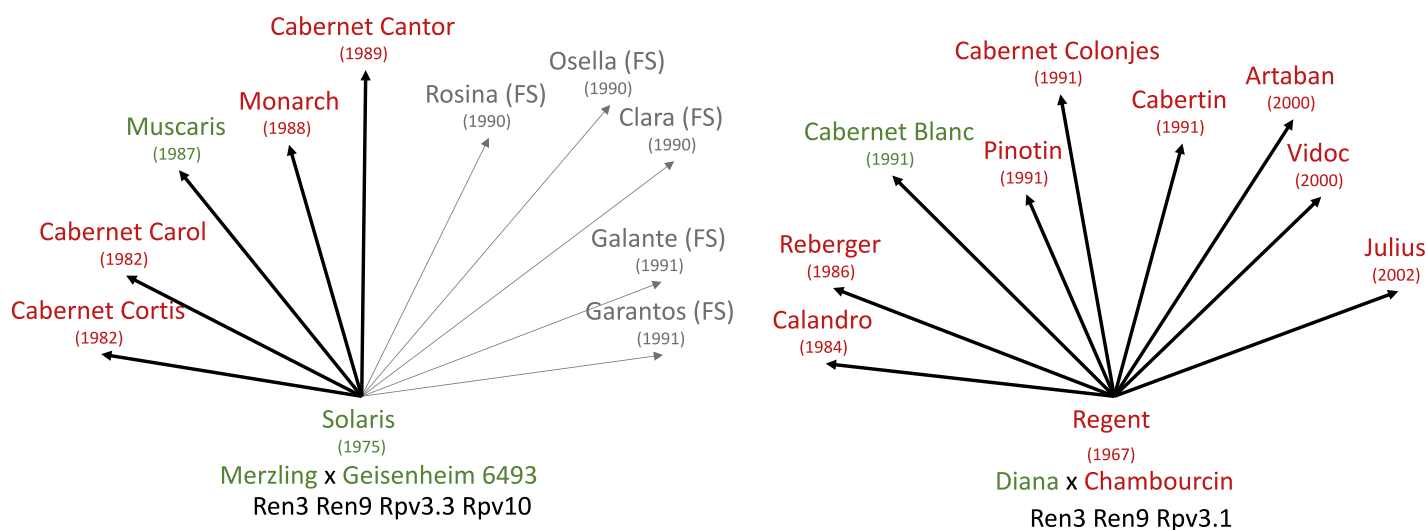 Cabernet Cantor
(1989)
Osella (FS)
(1990)
Rosina (FS)
(1990)
Monarch
(1988)
Clara (FS)
(1990)
Muscaris
(1987)
Cabernet Carol
(1982)
Galante (FS)
(1991)
Cabernet Cortis
(1982)
Garantos (FS)
(1991)
Solaris
(1975)
Merzling x Geisenheim 6493
Ren3 Ren9 Rpv3.3 Rpv10
Cabernet Colonjes
(1991)
Artaban
(2000)
Cabertin
(1991)
Cabernet Blanc
(1991)
Pinotin
(1991)
Vidoc
(2000)
Reberger
(1986)
Julius
(2002)
Calandro
(1984)
Regent
(1967)
Diana x Chambourcin
Ren3 Ren9 Rpv3.1